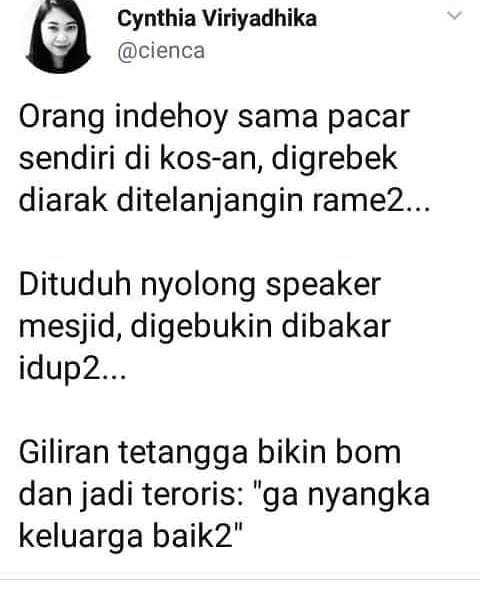 Cynthia Viriyadhika
@cienca
Orang indehoy sama pacar
sendiri di kos-an, digrebek
diarak ditelanjangin rame2...
Dituduh nyolong speaker
mesjid, digebukin dibakar
idup2...
Giliran tetangga bikin bom
dan jadi teroris: "ga nyangka
keluarga baik2"